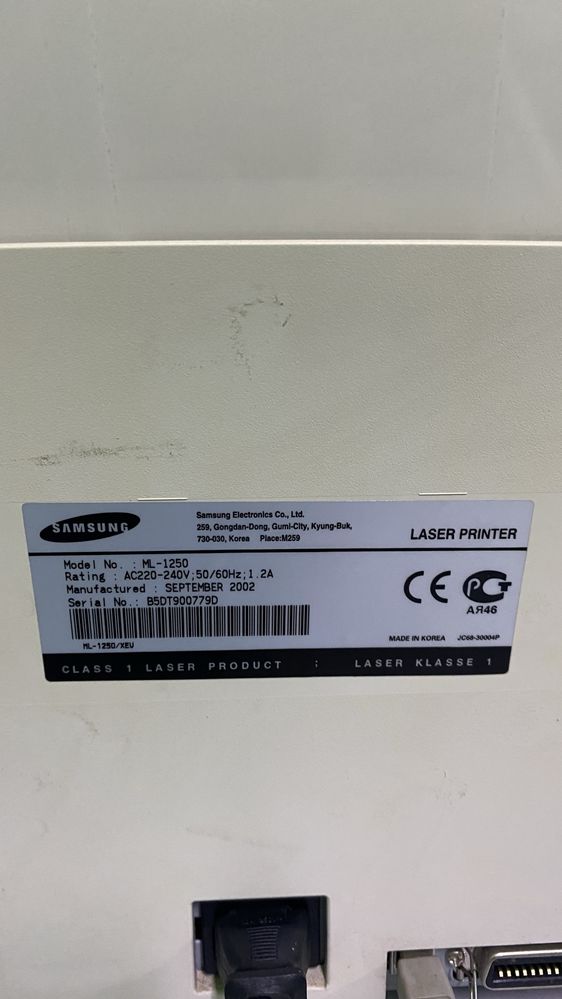 SAMSUNG
Samsung Electronics Co., Ltd.
259, Gongdan-Dong, Gumi-City, Kyung-Buk,
730-030, Korea Place:M259
LASER PRINTER
Model No. : ML-1250
Rating : AC220-240V;50/60Hz;1.2A
Manufactured : SEPTEMBER 2002
Serial No.: B5DT900779D
ML-1250/XEU
CE PCT
АЯ46
MADE IN KOREA JC68-30004P
CLASS 1 LASER PRODUCT ; LASER KLASSE 1